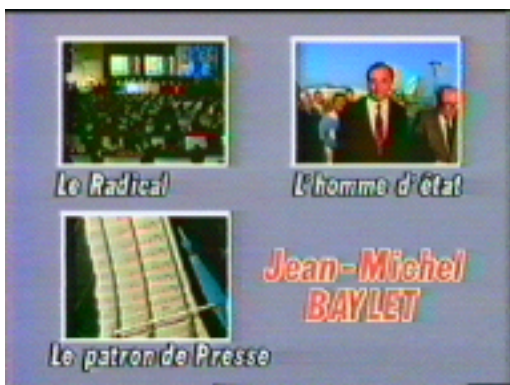 Le Radical
L'homme d'état
Le patron de Presse
Jean-Michel
BAYLET